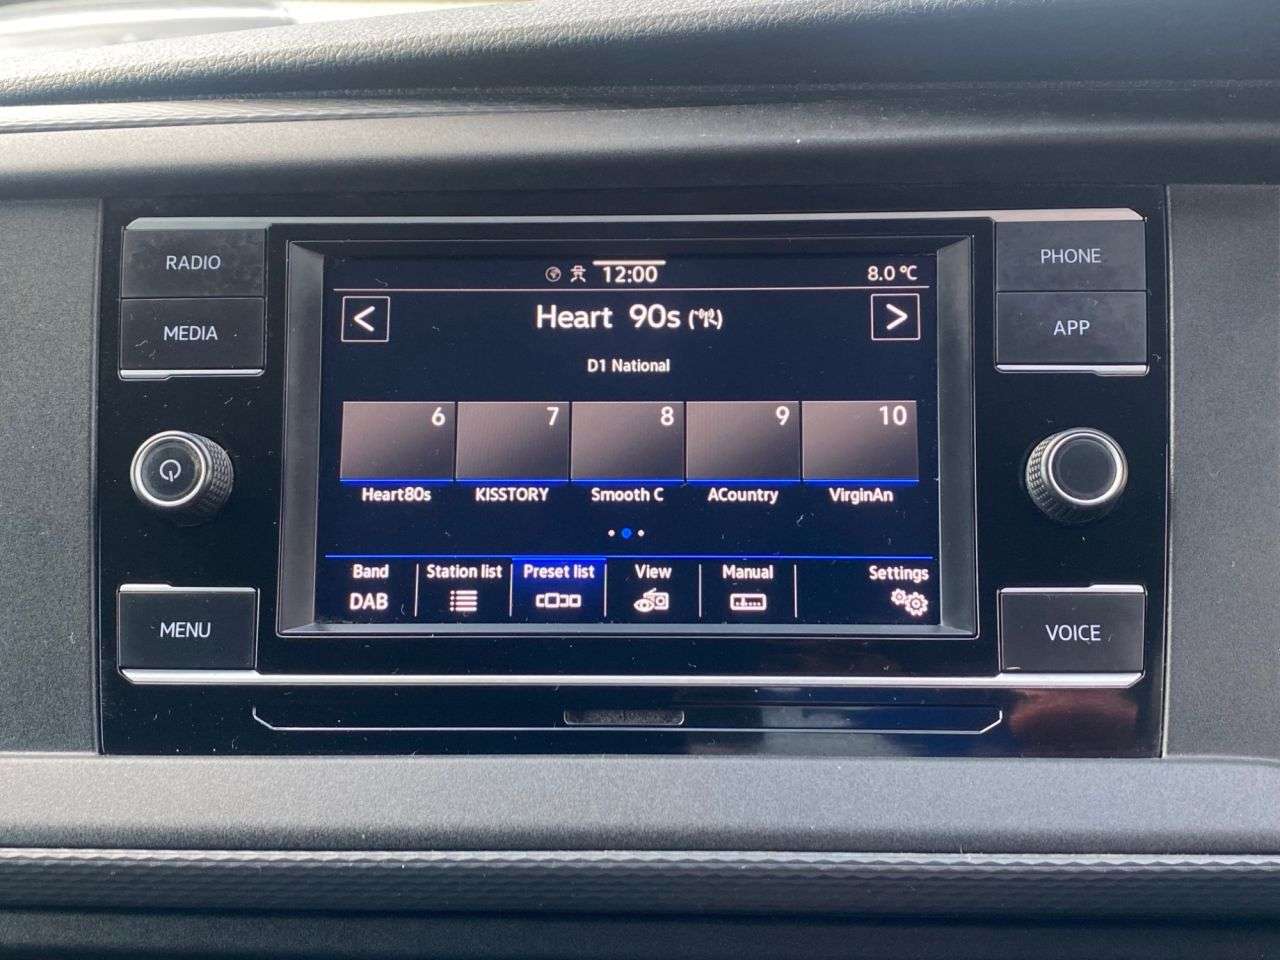 RADIO
MEDIA
MENU
PHONE
APP
VOICE
12:00
8.0 °C
<
Heart 90s
>
D1 National
6 7 8 9 10
Heart80s KISSTORY Smooth C ACountry VirginAn
Band Station list Preset list View Manual Settings
DAB